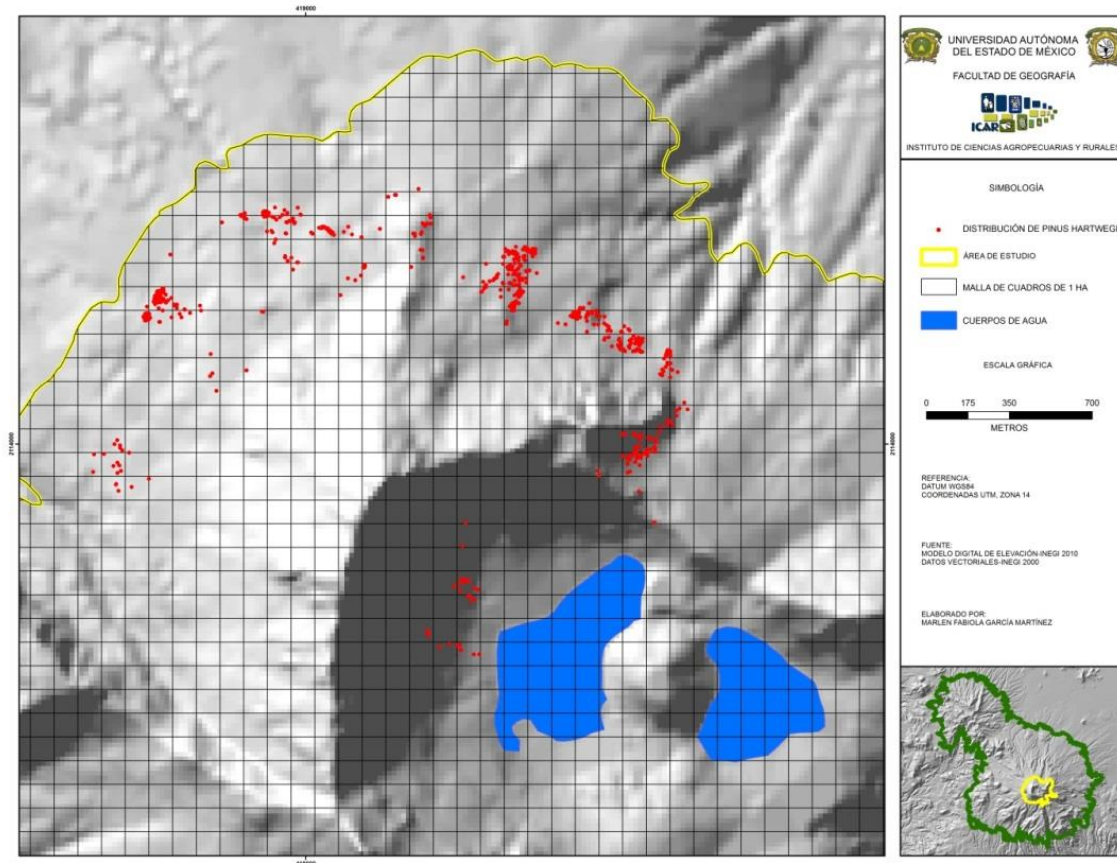 419000
2114000
2114000
419000
UNIVERSIDAD AUTÓNOMA
DEL ESTADO DE MÉXICO
FACULTAD DE GEOGRAFÍA
ICAR
INSTITUTO DE CIENCIAS AGROPECUARIAS Y RURALES
SIMBOLOGÍA
DISTRIBUCIÓN DE PINUS HARTWEGI
ÁREA DE ESTUDIO
MALLA DE CUADROS DE 1 HA
CUERPOS DE AGUA
ESCALA GRÁFICA
0 175 350 700
METROS
REFERENCIA:
DATUM WGS84
COORDENADAS UTM, ZONA 14
FUENTE:
MODELO DIGITAL DE ELEVACIÓN-INEGI 2010
DATOS VECTORIALES-INEGI 2000
ELABORADO POR:
MARLEN FABIOLA GARCÍA MARTÍNEZ